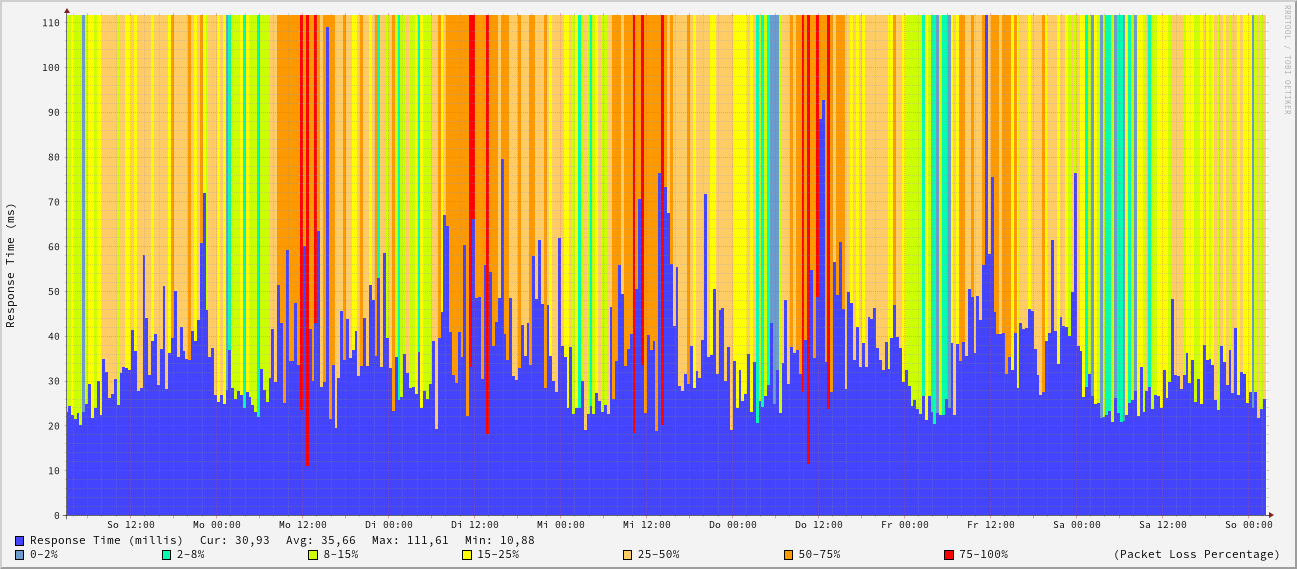 RRDTOOL / TOBI OETIKER
Response Time (ms)
110
100
90
80
70
60
50
40
30
20
10
0
So 12:00 Mo 00:00 Mo 12:00 Di 00:00 Di 12:00 Mi 00:00 Mi 12:00 Do 00:00 Do 12:00 Fr 00:00 Fr 12:00 Sa 00:00 Sa 12:00 So 00:00
Response Time (millis) Cur: 30,93 Avg: 35,66 Max: 111,61 Min: 10,88
0-2% 2-8% 8-15% 15-25% 25-50% 50-75% 75-100% (Packet Loss Percentage)